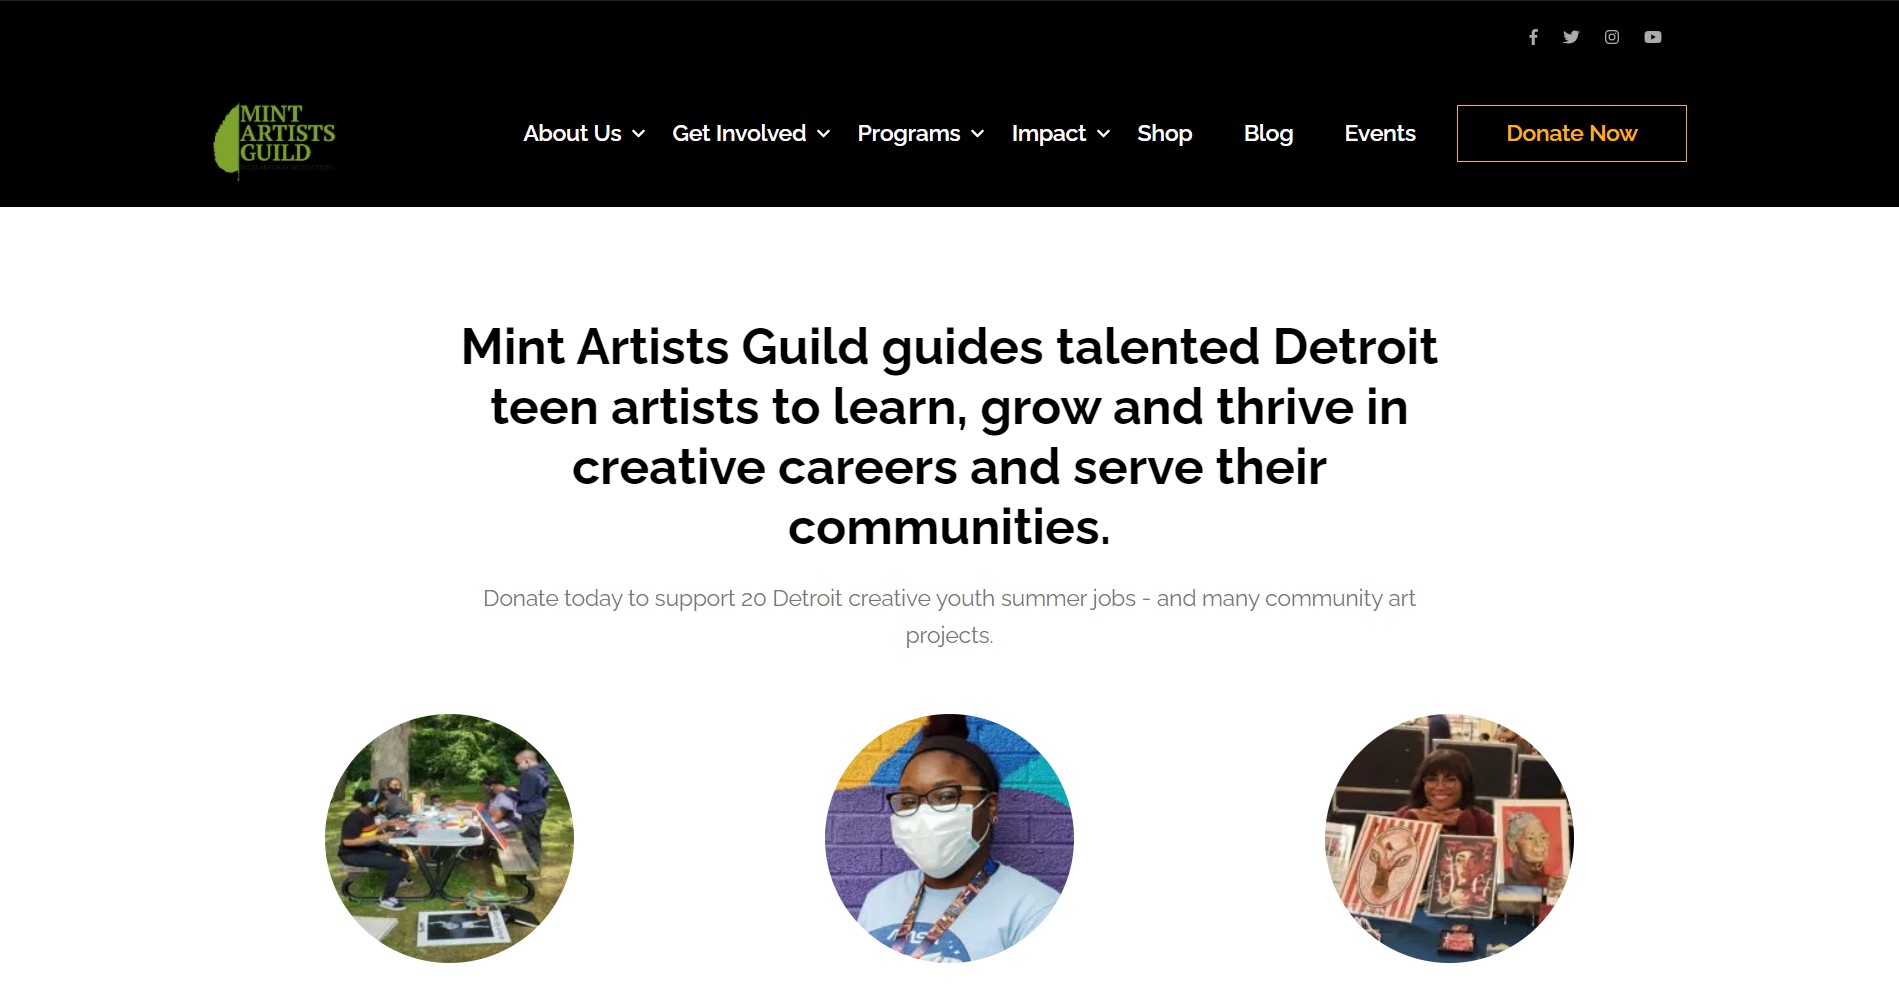 MINT
ARTISTS
GUILD
About Us
Get Involved
Programs
Impact
Shop
Blog
Events
Donate Now
Mint Artists Guild guides talented Detroit
teen artists to learn, grow and thrive in
creative careers and serve their
communities.
Donate today to support 20 Detroit creative youth summer jobs - and many community art
projects.